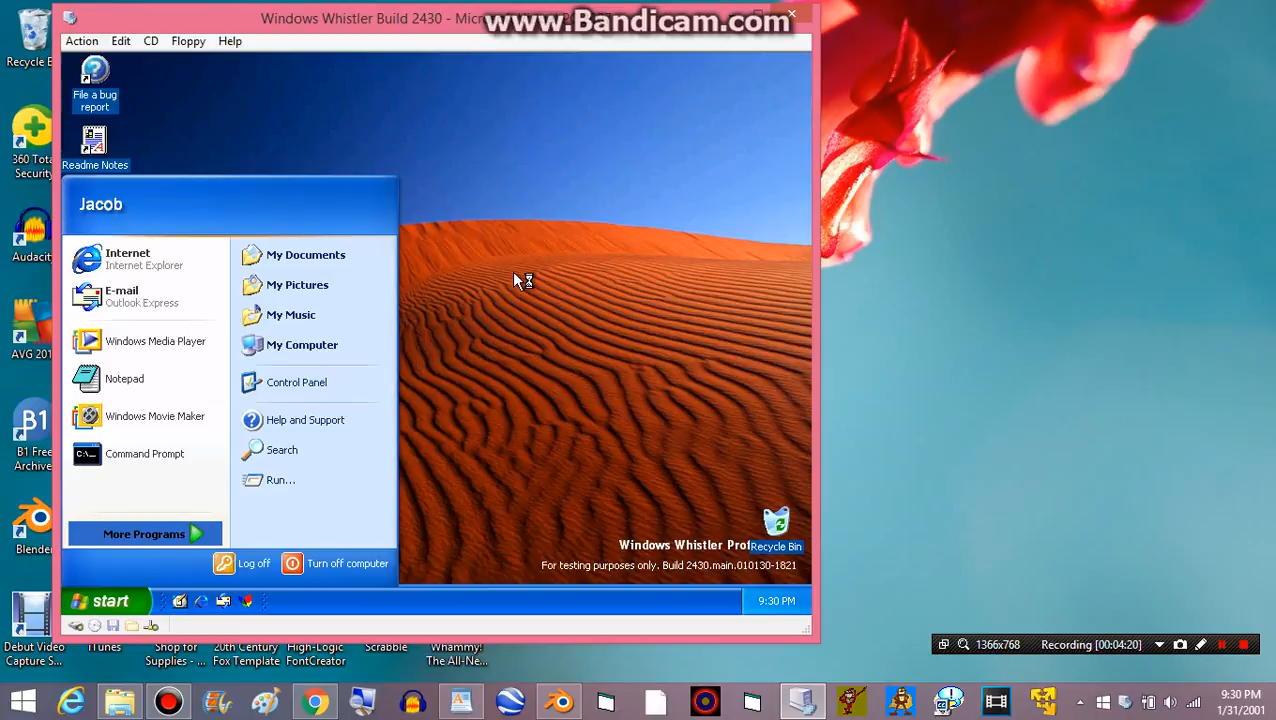 Windows Whistler Build 2430 - Mic
www.Bandicam.com
Action Edit CD Floppy Help
Recycle B
360 Tota
Security
Audacit
AVG 201
B1 Free
Archive
Blende
Debut Video
Capture S...
iTunes
Shop for
Supplies - ...
20th Century
Fox Template
High-Logic
FontCreator
Scrabble
Whammy!
The All-Ne...
File a bug
report
Readme Notes
Jacob
Internet
Internet Explorer
E-mail
Outlook Express
Windows Media Player
Notepad
Windows Movie Maker
Command Prompt
More Programs
My Documents
My Pictures
My Music
My Computer
Control Panel
Help and Support
Search
Run...
Log off
Turn off computer
Recycle Bin
Windows Whistler Prof
For testing purposes only. Build 2430.main.010130-1821
start
9:30 PM
1366x768
Recording [00:04:20]
9:30 PM
1/31/2001